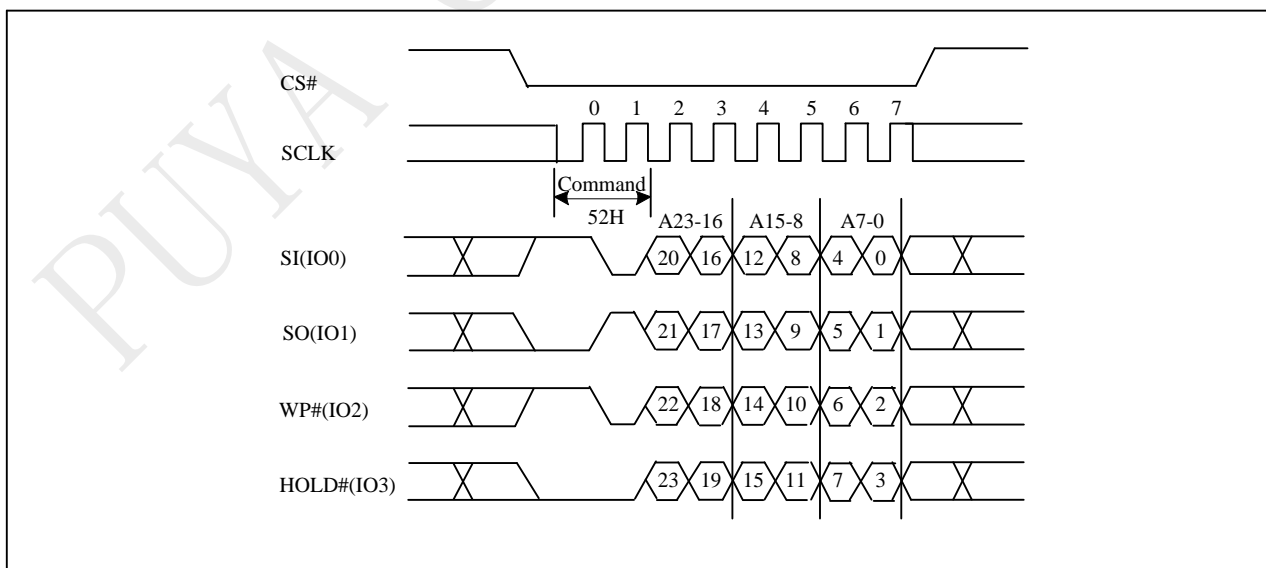 PUYA
CS#
0 1 2 3 4 5 6 7
SCLK
Command
52H
A23-16 A15-8 A7-0
SI(IO0) 20 16 12 8 4 0
SO(IO1) 21 17 13 9 5 1
WP#(IO2) 22 18 14 10 6 2
HOLD#(IO3) 23 19 15 11 7 3